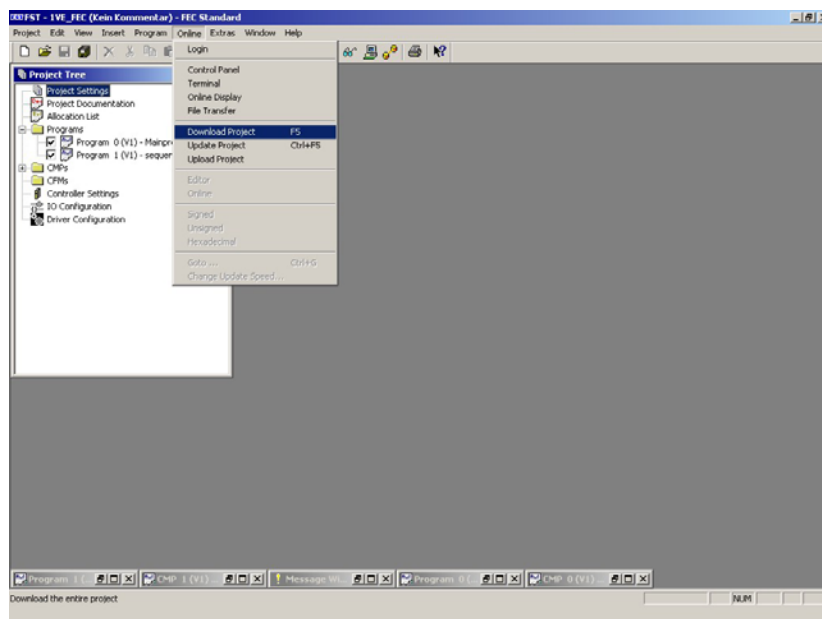 FST - 1VE_FEC (Kein Kommentar) - FEC Standard
Project Edit View Insert Program Online Extras Window Help
Project Tree
Project Settings
Project Documentation
Allocation List
Programs
Program 0 (V1) - Mainpr
Program 1 (V1) - sequer
CMPs
CFMs
Controller Settings
IO Configuration
Driver Configuration
Login
Control Panel
Terminal
Online Display
File Transfer
Download Project F5
Update Project Ctrl+F5
Upload Project
Editor
Online
Signed
Unsigned
Hexadecimal
Goto ... Ctrl+G
Change Update Speed...
Program 1 (... CMP 1 (V1) ... Message Wi... Program 0 (... CMP 0 (V1) ...
Download the entire project NUM